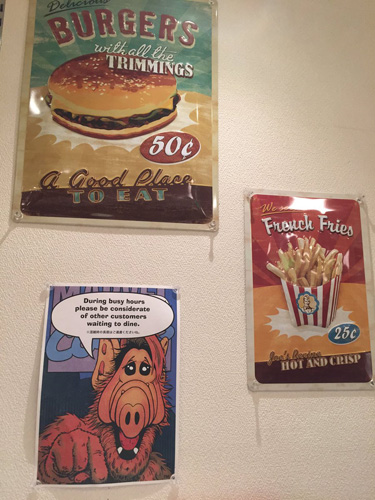 Delicious
BURGERS
with all the
TRIMMINGS
50¢
A Good Place
TO EAT
French Fries
25¢
HOT AND CRISP
During busy hours
please be considerate
of other customers
waiting to dine.